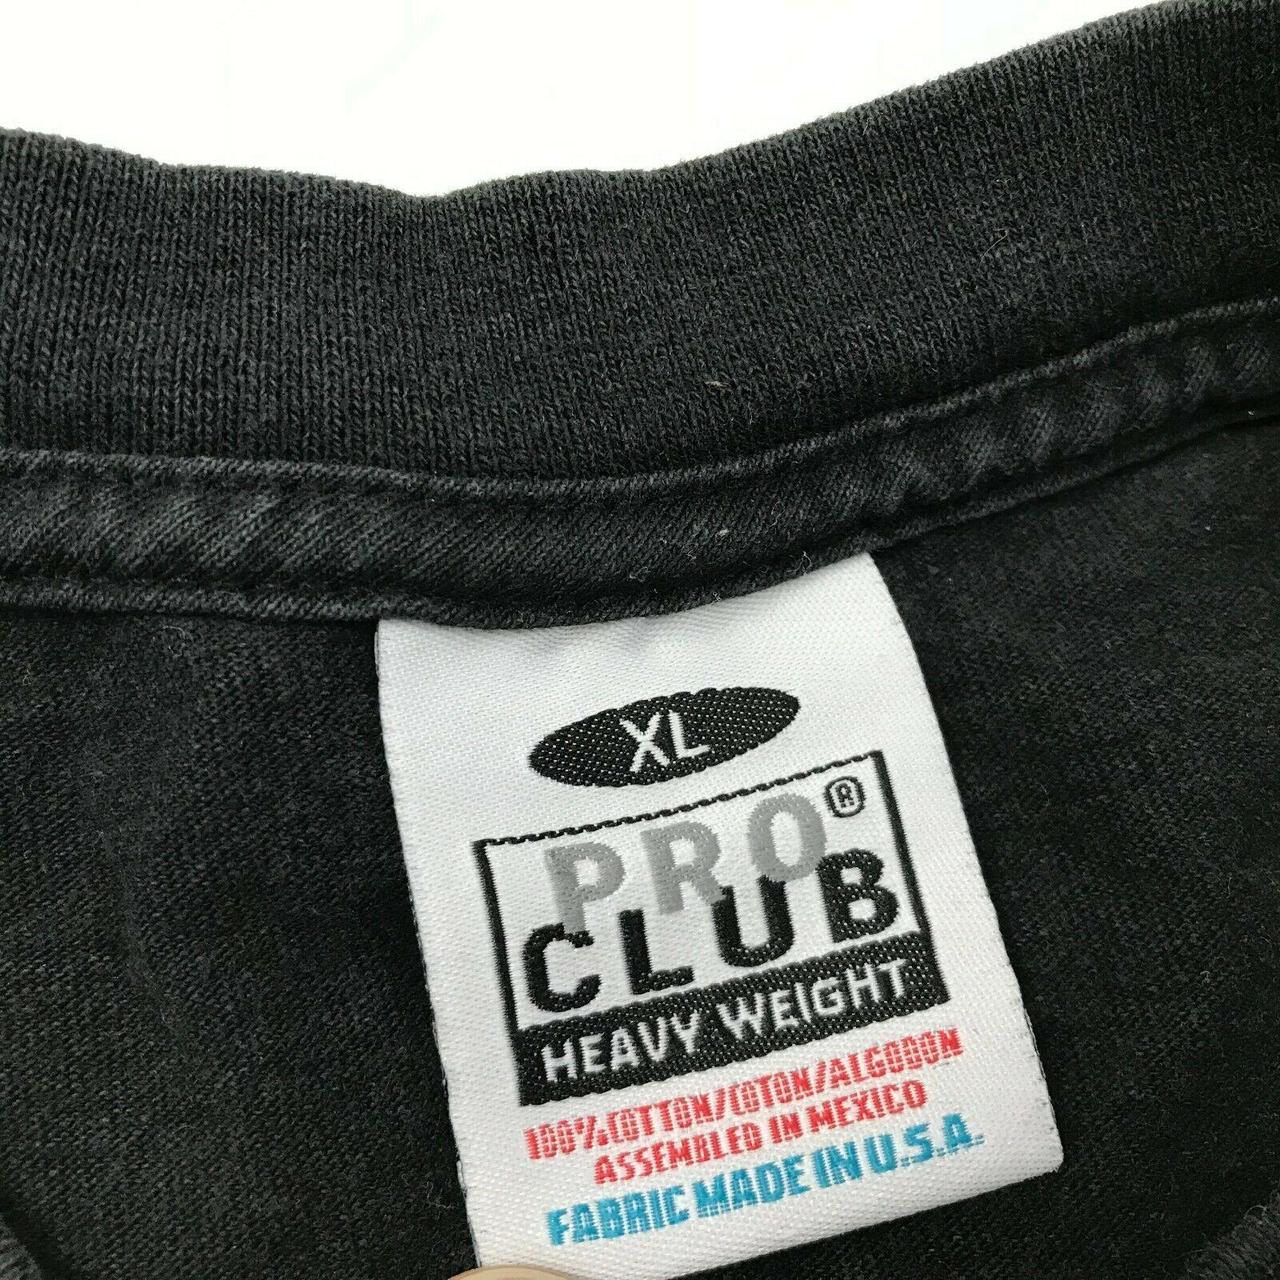 XL
PRO®
CLUB
HEAVY WEIGHT
100%COTTON/COTON/ALGODON
ASSEMBLED IN MEXICO
FABRIC MADE IN U.S.A.